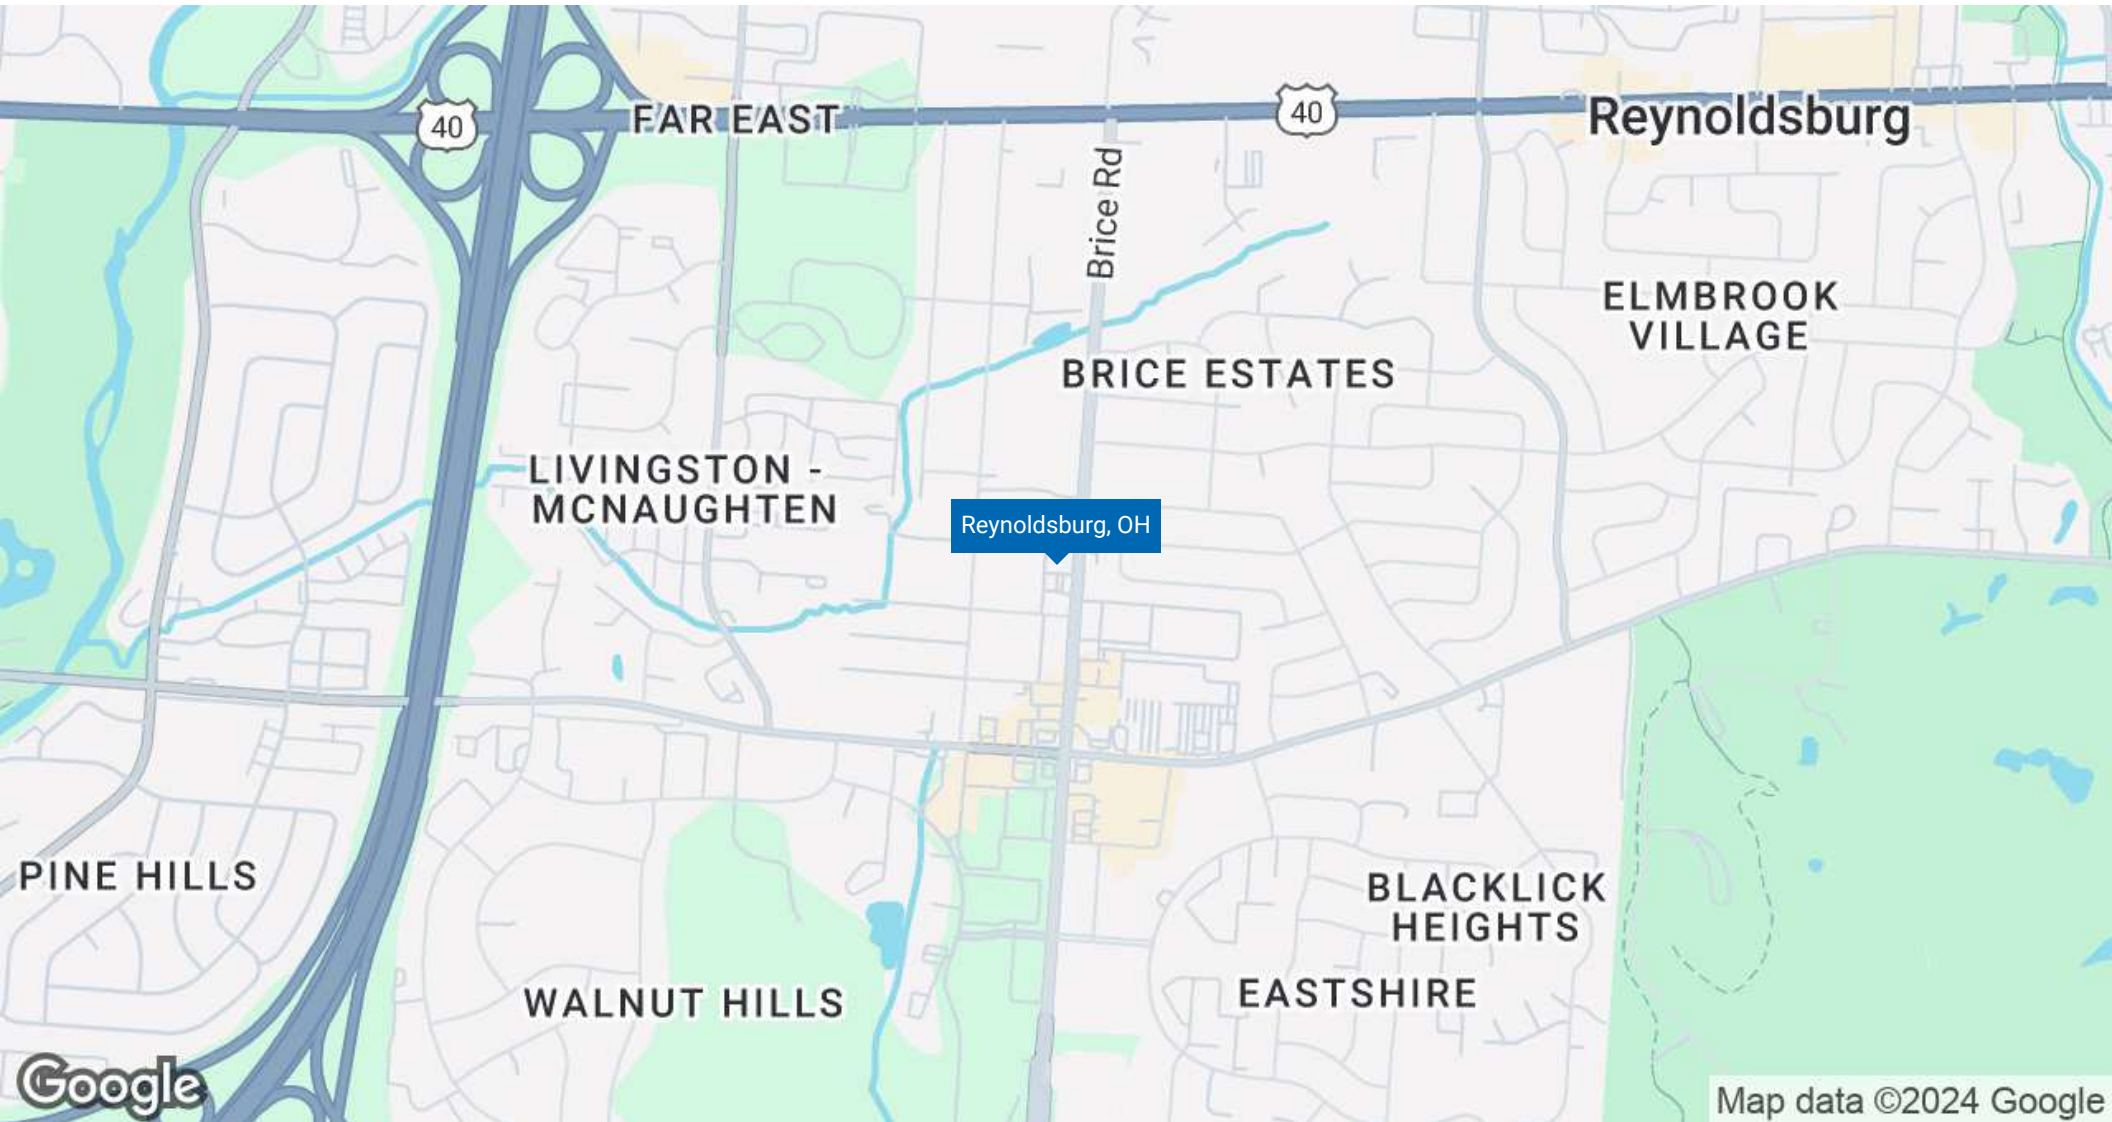 40
FAR EAST
40
Reynoldsburg
Brice Rd
ELMBROOK
VILLAGE
BRICE ESTATES
LIVINGSTON -
MCNAUGHTEN
Reynoldsburg, OH
PINE HILLS
BLACKLICK
HEIGHTS
WALNUT HILLS
EASTSHIRE
Google
Map data ©2024 Google